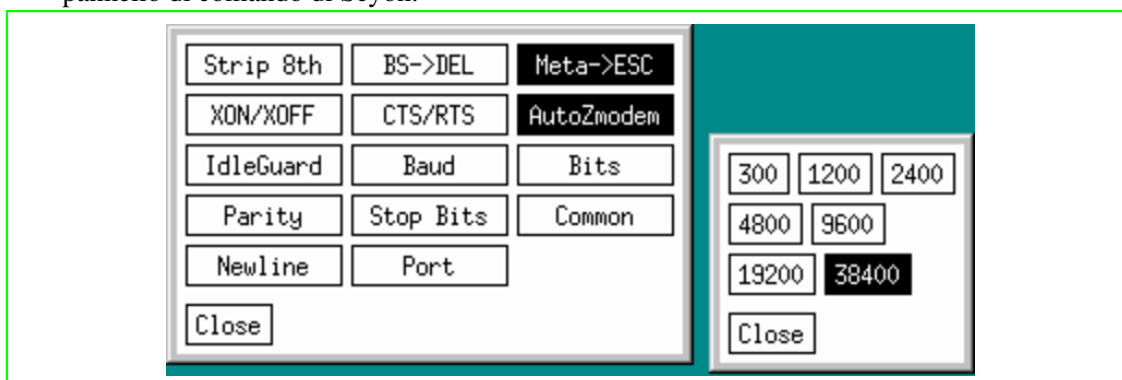 pannello di comando di Seyon.
Strip 8th BS->DEL Meta->ESC
XON/XOFF CTS/RTS AutoZmodem
IdleGuard Baud Bits
Parity Stop Bits Common
Newline Port
Close
300 1200 2400
4800 9600
19200 38400
Close